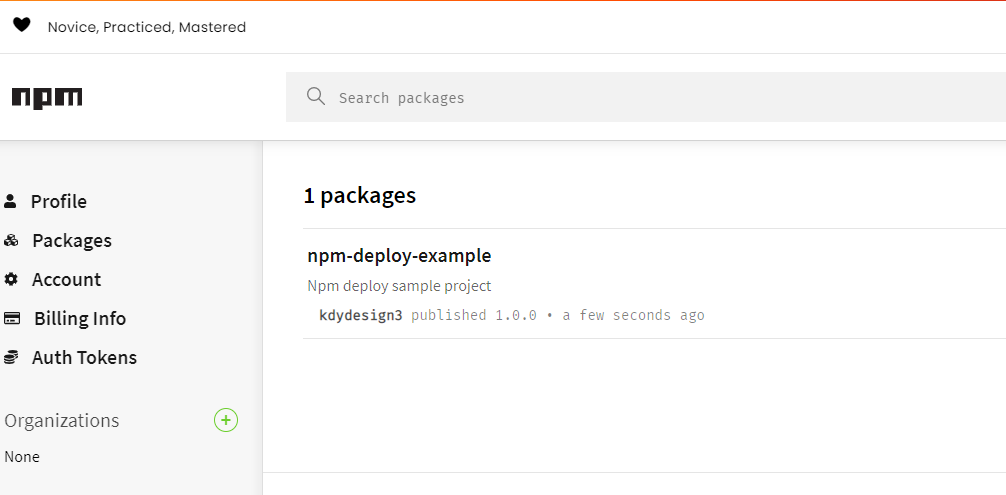 Novice, Practiced, Mastered
npm
Search packages
Profile
Packages
Account
Billing Info
Auth Tokens
Organizations
None
1 packages
npm-deploy-example
Npm deploy sample project
kdydesign3 published 1.0.0 • a few seconds ago